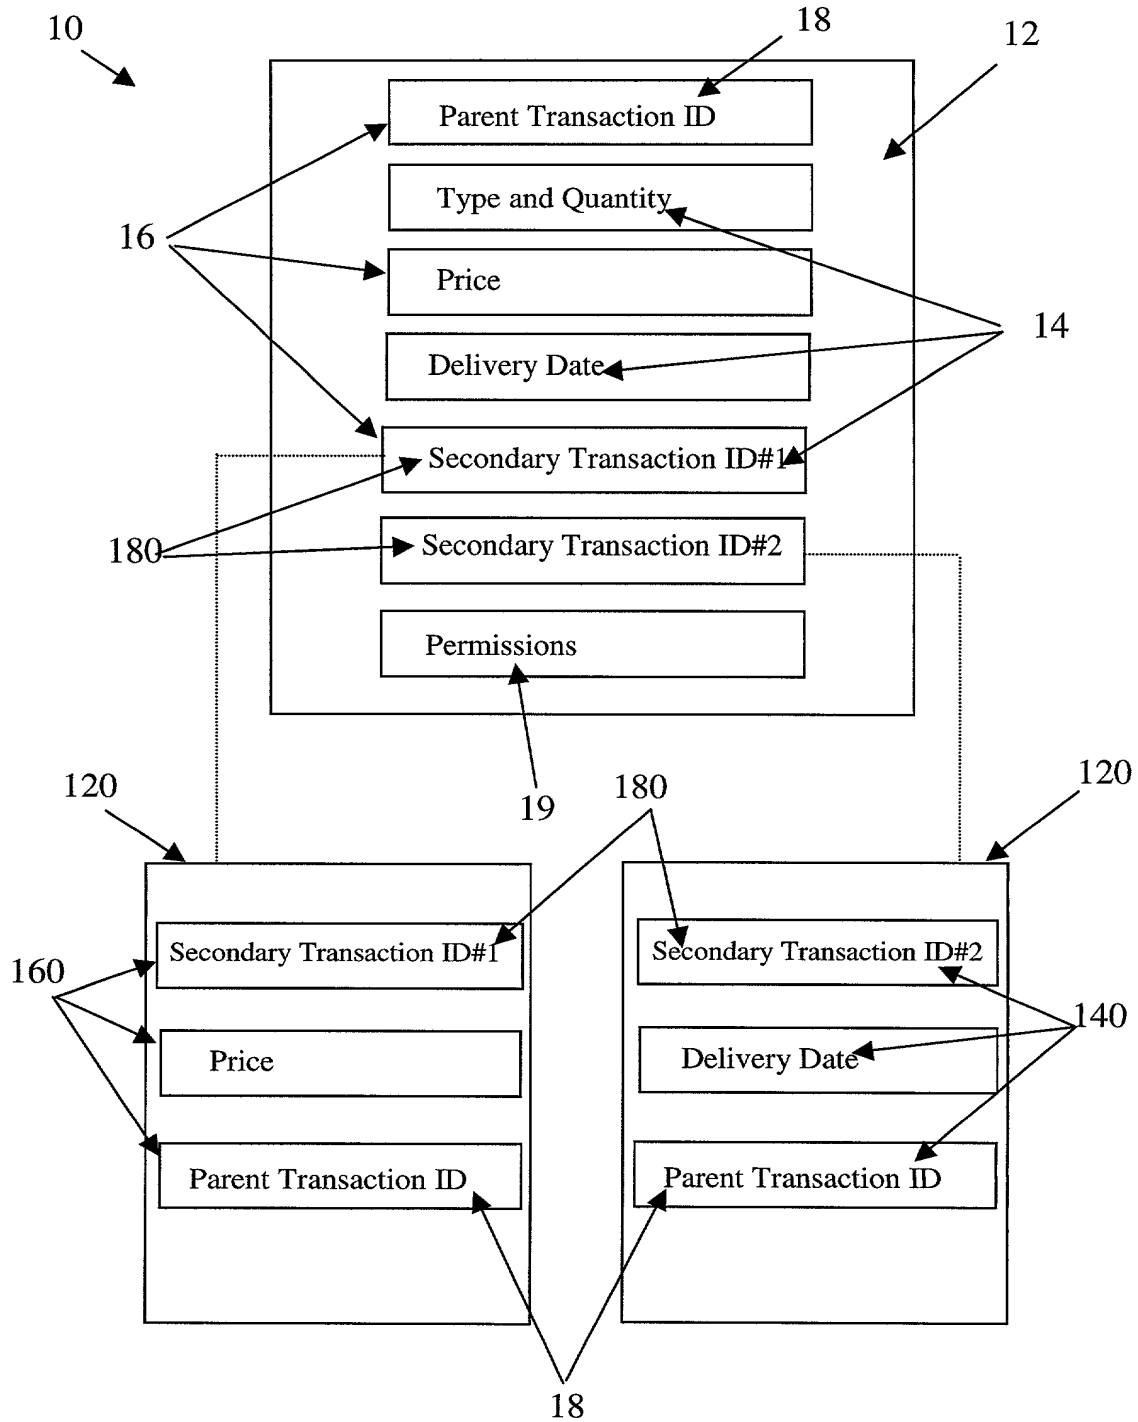 10
18
12
Parent Transaction ID
Type and Quantity
16
Price
14
Delivery Date
Secondary Transaction ID#1
180
Secondary Transaction ID#2
Permissions
120
19
180
120
Secondary Transaction ID#1
Secondary Transaction ID#2
160
140
Price
Delivery Date
Parent Transaction ID
Parent Transaction ID
18